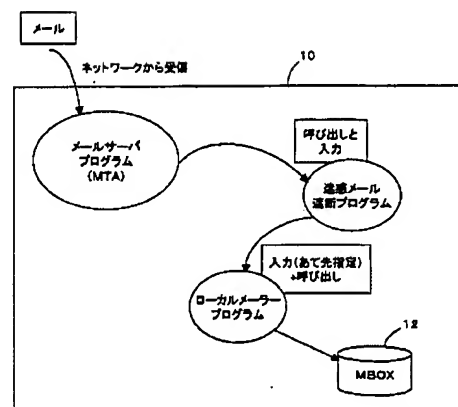 メール
ネットワークから受信
10
メールサーバ
プログラム
(MTA)
呼び出しと
入力
迷惑メール
遮断プログラム
入力(あて先指定)
+呼び出し
ローカルメーラー
プログラム
12
MBOX